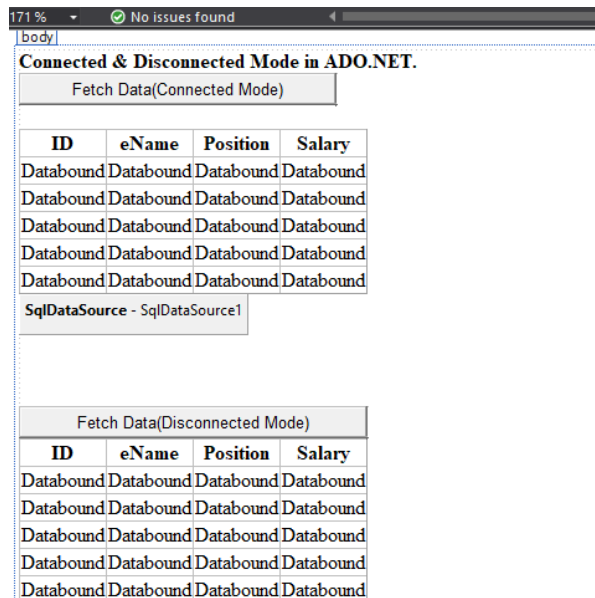 171 % No issues found
body
Connected & Disconnected Mode in ADO.NET.
Fetch Data(Connected Mode)
ID eName Position Salary
Databound Databound Databound Databound
Databound Databound Databound Databound
Databound Databound Databound Databound
Databound Databound Databound Databound
Databound Databound Databound Databound
SqlDataSource - SqlDataSource1
Fetch Data(Disconnected Mode)
ID eName Position Salary
Databound Databound Databound Databound
Databound Databound Databound Databound
Databound Databound Databound Databound
Databound Databound Databound Databound
Databound Databound Databound Databound